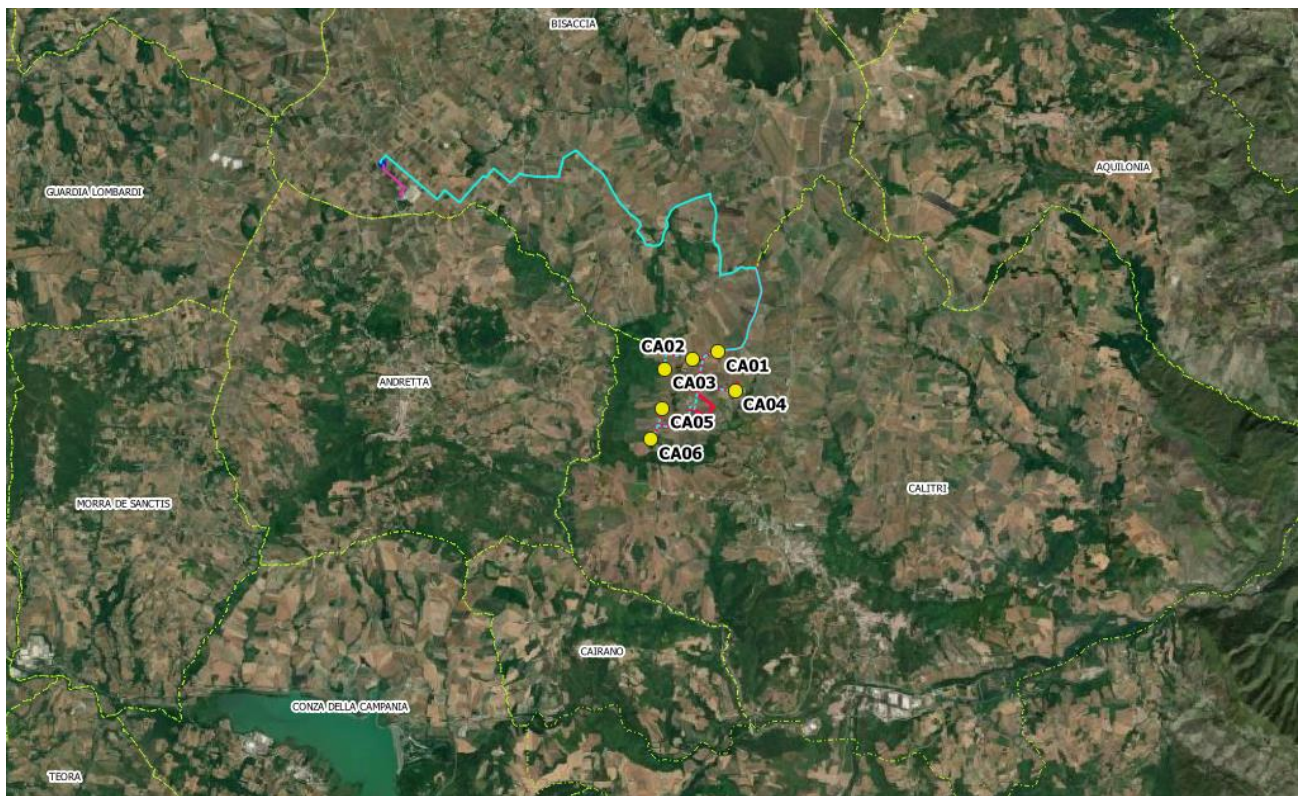 BISACCIA
AQUILONIA
GUARDIA LOMBARDI
CA02
CA01
CA03
ANDRETTA
CA04
CA05
CA06
CALITRI
MORRA DE SANCTIS
CAIRANO
CONZA DELLA CAMPANIA
TEORA